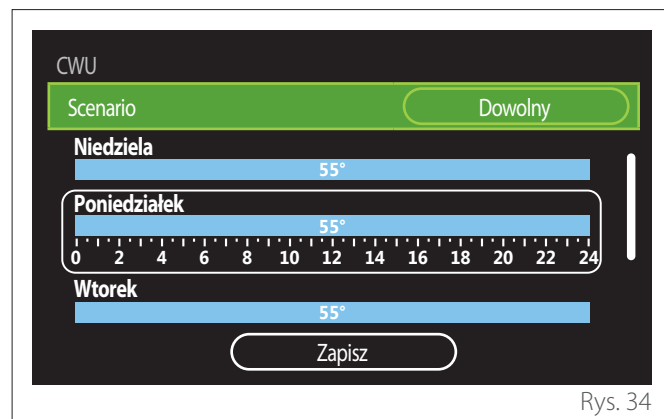 CWU
Scenario Dowolny
Niedziela
55°
Poniedziałek
55°
0 2 4 6 8 10 12 14 16 18 20 22 24
Wtorek
55°
Zapisz
Rys. 34